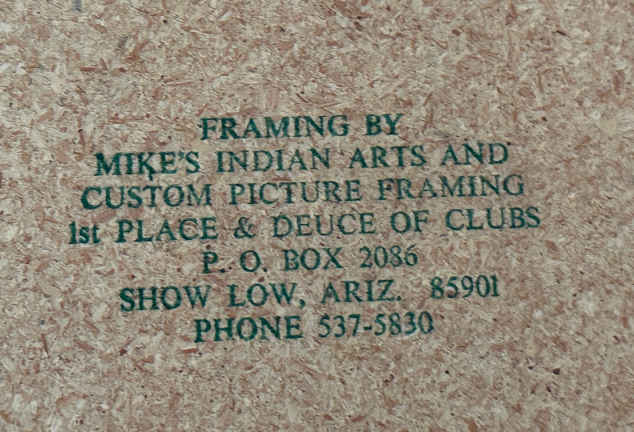 FRAMING BY
MIKE'S INDIAN ARTS AND
CUSTOM PICTURE FRAMING
1st PLACE & DEUCE OF CLUBS
P. O. BOX 2086
SHOW LOW, ARIZ. 85901
PHONE 537-5830